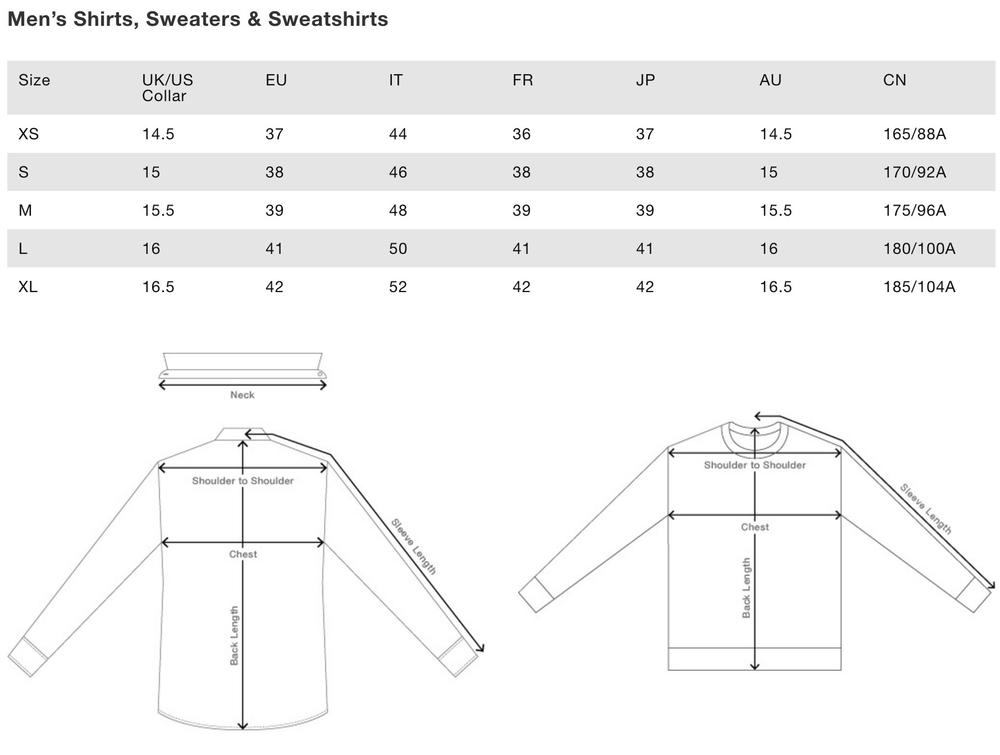 Men’s Shirts, Sweaters & Sweatshirts
Size UK/US Collar EU IT FR JP AU CN
XS 14.5 37 44 36 37 14.5 165/88A
S 15 38 46 38 38 15 170/92A
M 15.5 39 48 39 39 15.5 175/96A
L 16 41 50 41 41 16 180/100A
XL 16.5 42 52 42 42 16.5 185/104A
Neck
Shoulder to Shoulder
Sleeve Length
Chest
Back Length
Shoulder to Shoulder
Sleeve Length
Chest
Back Length